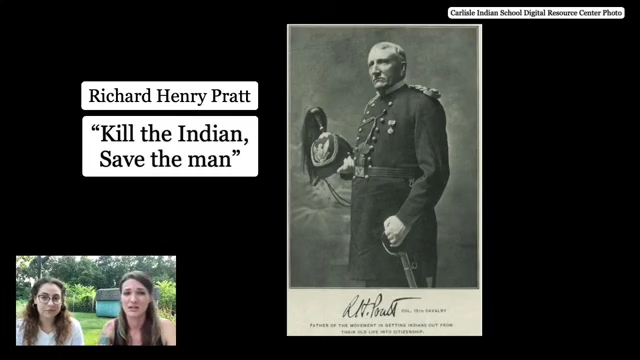 Carlisle Indian School Digital Resource Center Photo
Richard Henry Pratt
“Kill the Indian,
Save the man”
R.H. Pratt
COL. 15TH CAVALRY
FATHER OF THE MOVEMENT IN GETTING INDIANS OUT FROM
THEIR OLD LIFE INTO CITIZENSHIP.